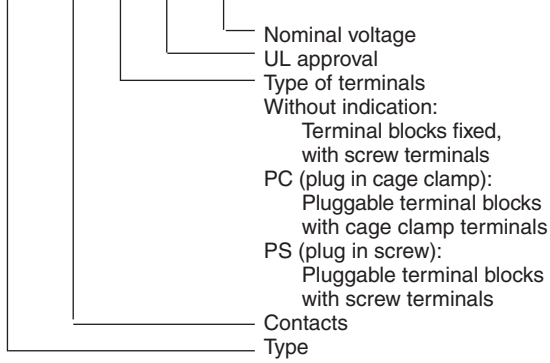 Nominal voltage
UL approval
Type of terminals
Without indication:
Terminal blocks fixed,
with screw terminals
PC (plug in cage clamp):
Pluggable terminal blocks
with cage clamp terminals
PS (plug in screw):
Pluggable terminal blocks
with screw terminals
Contacts
Type